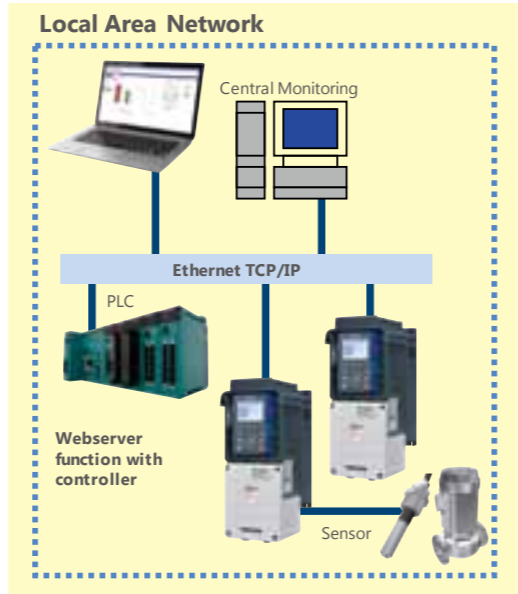 Local Area Network
Central Monitoring
Ethernet TCP/IP
PLC
Webserver
function with
controller
Sensor